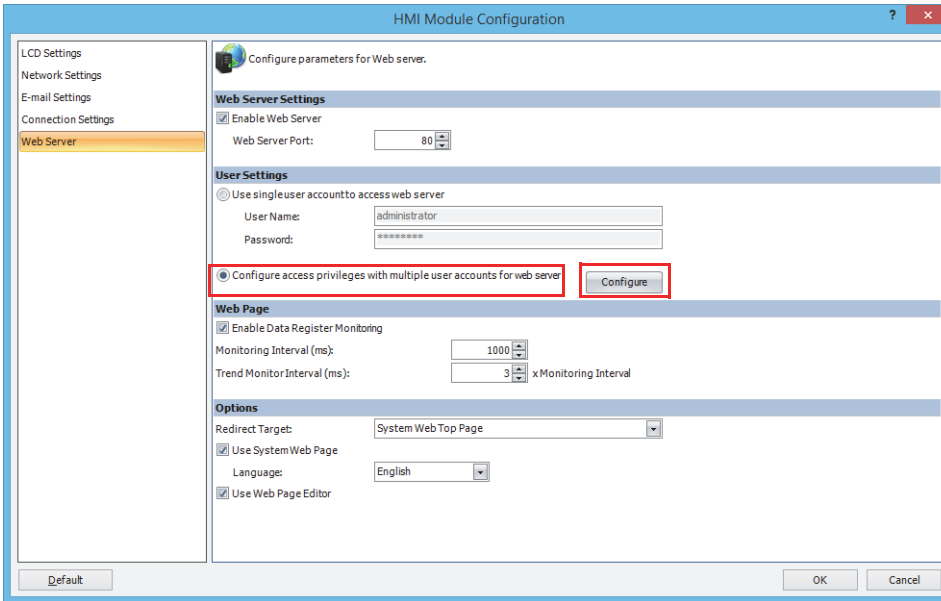 HMI Module Configuration
?
LCD Settings
Network Settings
E-mail Settings
Connection Settings
Web Server
Configure parameters for Web server.
Web Server Settings
Enable Web Server
Web Server Port: 80
User Settings
Use single user account to access web server
User Name: administrator
Password: ********
Configure access privileges with multiple user accounts for web server Configure
Web Page
Enable Data Register Monitoring
Monitoring Interval (ms): 1000
Trend Monitor Interval (ms): 3 x Monitoring Interval
Options
Redirect Target: System Web Top Page
Use System Web Page
Language: English
Use Web Page Editor
Default OK Cancel